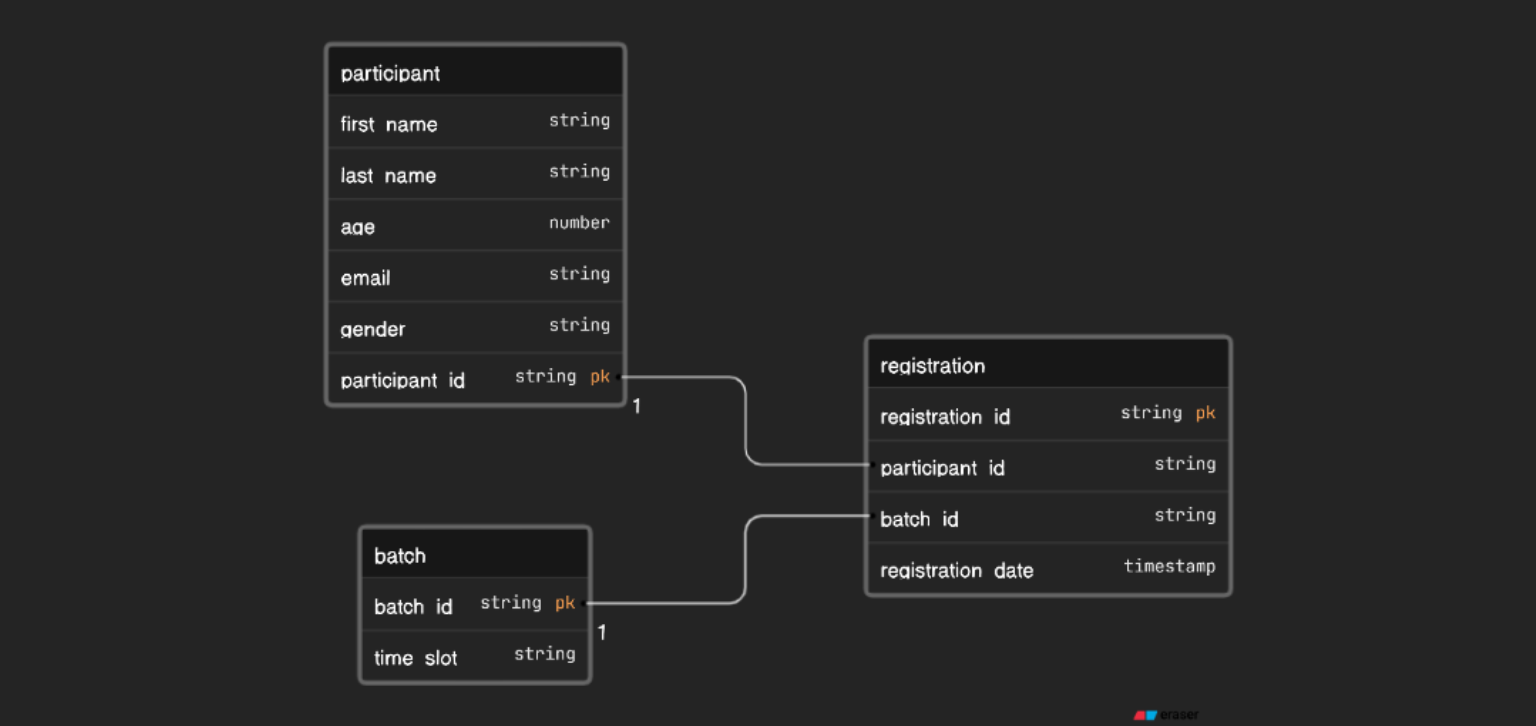 participant
first name string
last name string
age number
email string
gender string
participant id string pk
1
registration
registration id string pk
participant id string
batch id string
registration date timestamp
batch
batch id string pk
1
time slot string
eraser